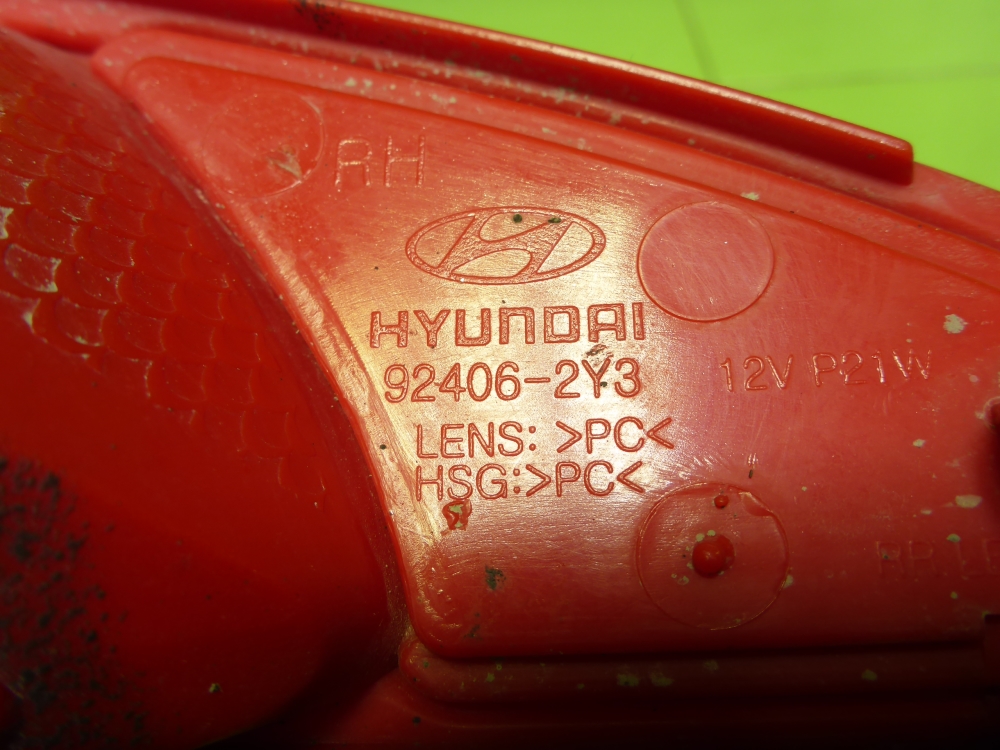 RH
HYUNDAI
92406-2Y3
12V P21W
LENS: >PC<
HSG:>PC<